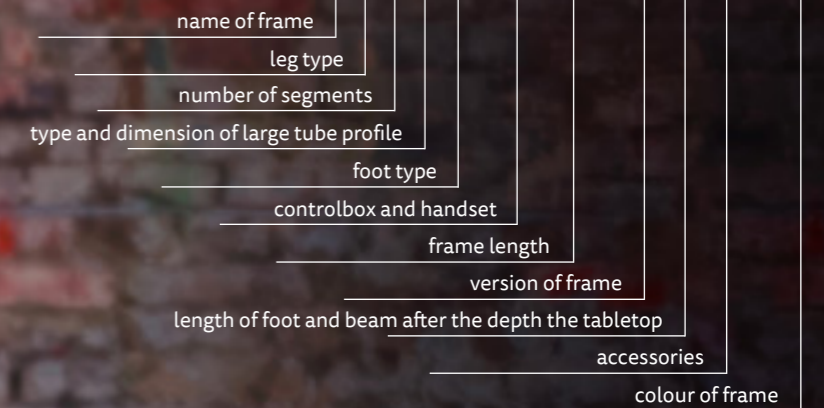 name of frame
leg type
number of segments
type and dimension of large tube profile
foot type
controlbox and handset
frame length
version of frame
length of foot and beam after the depth the tabletop
accessories
colour of frame